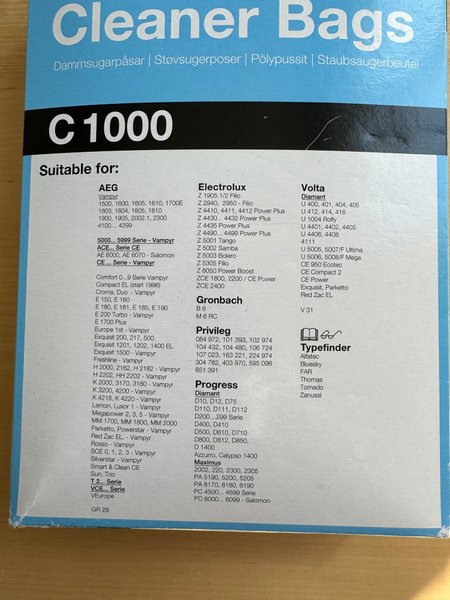 Cleaner Bags
Dammsugarpåsar | Støvsugerposer | Pölypussit | Staubsaugerbeutel
C 1000
Suitable for:
AEG
Vampyr
1500, 1600, 1605, 1610, 1700E
1803, 1804, 1805, 1810
1900, 1905, 2002.1, 2300
4100... 4299
5000... 5999 Serie - Vampyr
ACE... Serie CE
AE 6000, AE 6070 - Salomon
CE ... Serie - Vampyr
Comfort 0...9 Serie Vampyr
Compact EL (start 1996)
Croma, Duo - Vampyr
E 150, E 160
E 180, E 181, E 185, E 190
E 200 Turbo - Vampyr
E 1700 Plus
Europe 1st - Vampyr
Exquisit 200, 217, 500
Exquisit 1201, 1202, 1400 EL
Exquisit 1500 - Vampyr
Freshline - Vampyr
H 2000, 2162, H 2182 - Vampyr
H 2202, HH 2202 - Vampyr
K 2000, 3170, 3180 - Vampyr
K 3200, 4200 - Vampyr
K 4218, K 4220 - Vampyr
Lemon, Luxor 1 - Vampyr
Megapower 2, 3, 5 - Vampyr
MM 1700, MM 1800, MM 2000
Parketto, Powerstar - Vampyr
Red Zac EL. - Vampyr
Rosso - Vampyr
SCE 0, 1, 2, 3 - Vampyr
Silverstar - Vampyr
Smart & Clean CE
Sun, Trio
T 2... Serie
VCE... Serie
VEurope
GR 28
Electrolux
Z 1905.1/2 Filio
Z 2940, 2950 - Filio
Z 4410, 4411, 4412 Power Plus
Z 4430... 4432 Power Plus
Z 4435 Power Plus
Z 4490... 4499 Power Plus
Z 5001 Tango
Z 5002 Samba
Z 5003 Bolero
Z 5305 Filio
Z 6050 Power Boost
ZCE 1800, 2200 / CE Power
ZCE 2400
Gronbach
B 6
M 6 RC
Privileg
084 972, 101 393, 102 974
104 432, 104 480, 106 724
107 023, 163 221, 224 974
304 782, 403 970, 595 096
851 391
Progress
Diamant
D10, D12, D75
D110, D111, D112
D200...299 Serie
D400, D410
D500, D610, D710
D800, D812, D850,
D 1400
Azzurro, Calypso 1400
Maximus
2002, 220, 2300, 2305
PA 5190, 5200, 5205
PA 8170, 8180, 8190
PC 4500... 4599 Serie
PC 6000... 6099 - Salomon
Volta
Diamant
U 400, 401, 404, 405
U 412, 414, 416
U 1004 Rolfy
U 4401, 4402, 4405
U 4406, 4408
4111
U 5005, 5007/F Ultima
U 5006, 5008/F Mega
CE 950 Ecotec
CE Compact 2
CE Power
Exquisit, Parketto
Red Zac EL
V 31
Typefinder
Alfatec
Bluesky
FAR
Thomas
Tornado
Zanussi